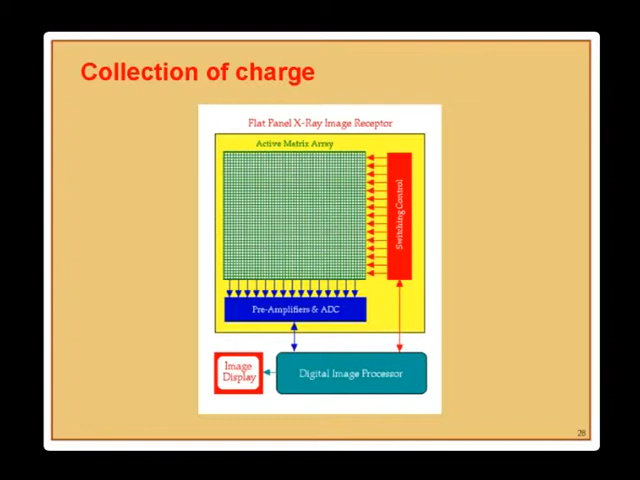 Collection of charge
Flat Panel X-Ray Image Receptor
Active Matrix Array
Switching Control
Pre-Amplifiers & ADC
Image
Display
Digital Image Processor
28